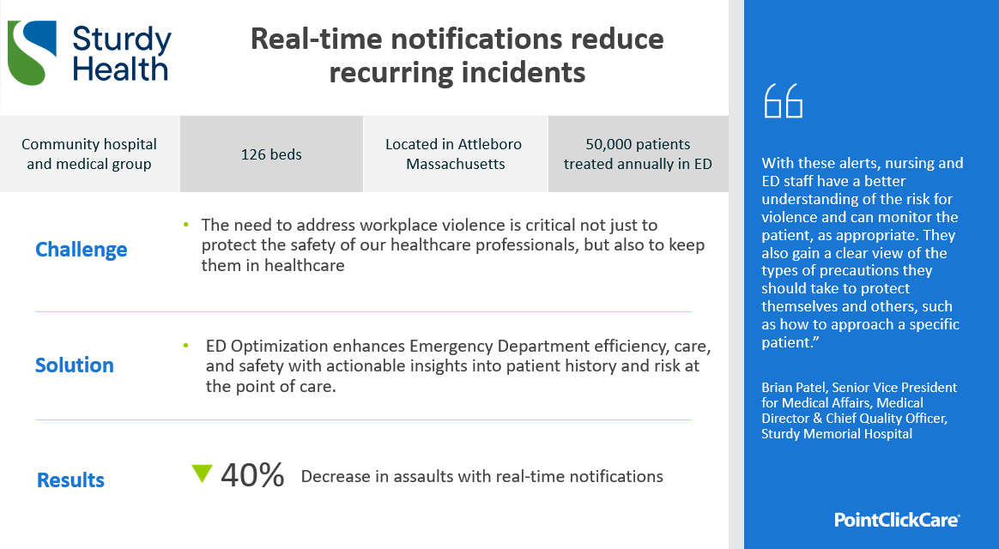 Sturdy
Health
Real-time notifications reduce
recurring incidents
Community hospital
and medical group
126 beds
Located in Attleboro
Massachusetts
50,000 patients
treated annually in ED
Challenge
• The need to address workplace violence is critical not just to
protect the safety of our healthcare professionals, but also to keep
them in healthcare
Solution
• ED Optimization enhances Emergency Department efficiency, care,
and safety with actionable insights into patient history and risk at
the point of care.
Results
▼ 40% Decrease in assaults with real-time notifications
“
With these alerts, nursing and
ED staff have a better
understanding of the risk for
violence and can monitor the
patient, as appropriate. They
also gain a clear view of the
types of precautions they
should take to protect
themselves and others, such
as how to approach a specific
patient.”
Brian Patel, Senior Vice President
for Medical Affairs, Medical
Director & Chief Quality Officer,
Sturdy Memorial Hospital
PointClickCare®